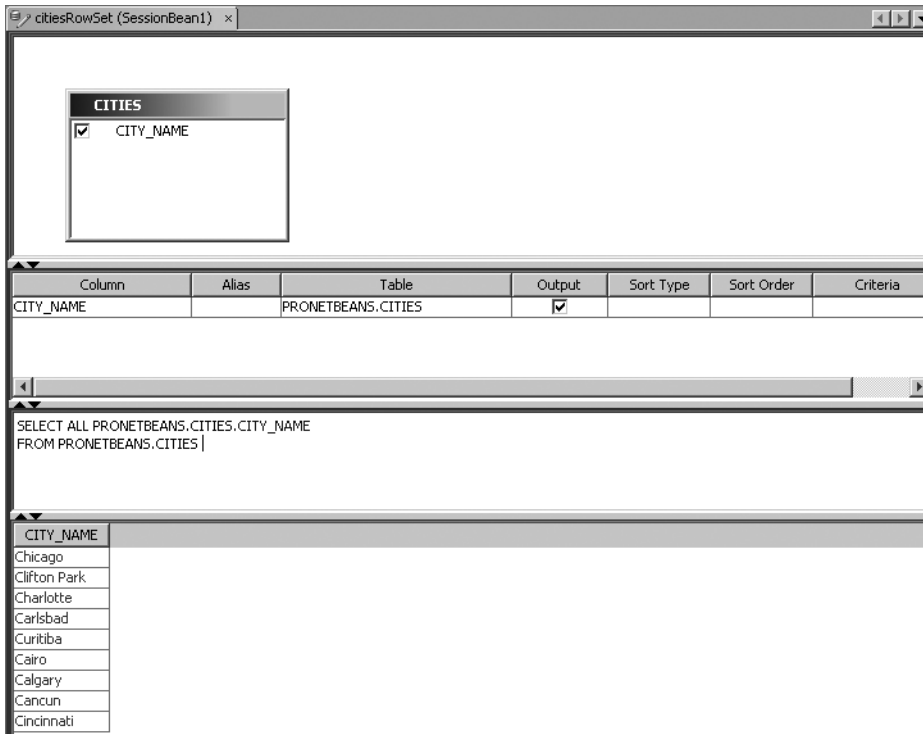 citiesRowSet (SessionBean1) ×
CITIES
CITY_NAME
Column Alias Table Output Sort Type Sort Order Criteria
CITY_NAME PRONETBEANS.CITIES
SELECT ALL PRONETBEANS.CITIES.CITY_NAME
FROM PRONETBEANS.CITIES
CITY_NAME
Chicago
Clifton Park
Charlotte
Carlsbad
Curitiba
Cairo
Calgary
Cancun
Cincinnati